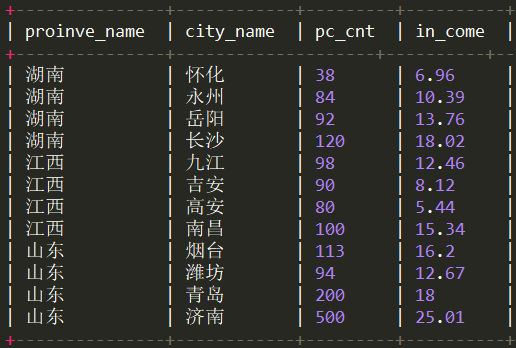 +---------------+------------+---------+----------+
| proinve_name | city_name | pc_cnt | in_come |
+---------------+------------+---------+----------+
| 湖南 | 怀化 | 38 | 6.96
| 湖南 | 永州 | 84 | 10.39
| 湖南 | 岳阳 | 92 | 13.76
| 湖南 | 长沙 | 120 | 18.02
| 江西 | 九江 | 98 | 12.46
| 江西 | 吉安 | 90 | 8.12
| 江西 | 高安 | 80 | 5.44
| 江西 | 南昌 | 100 | 15.34
| 山东 | 烟台 | 113 | 16.2
| 山东 | 潍坊 | 94 | 12.67
| 山东 | 青岛 | 200 | 18
| 山东 | 济南 | 500 | 25.01
+---------------+------------+---------+----------+